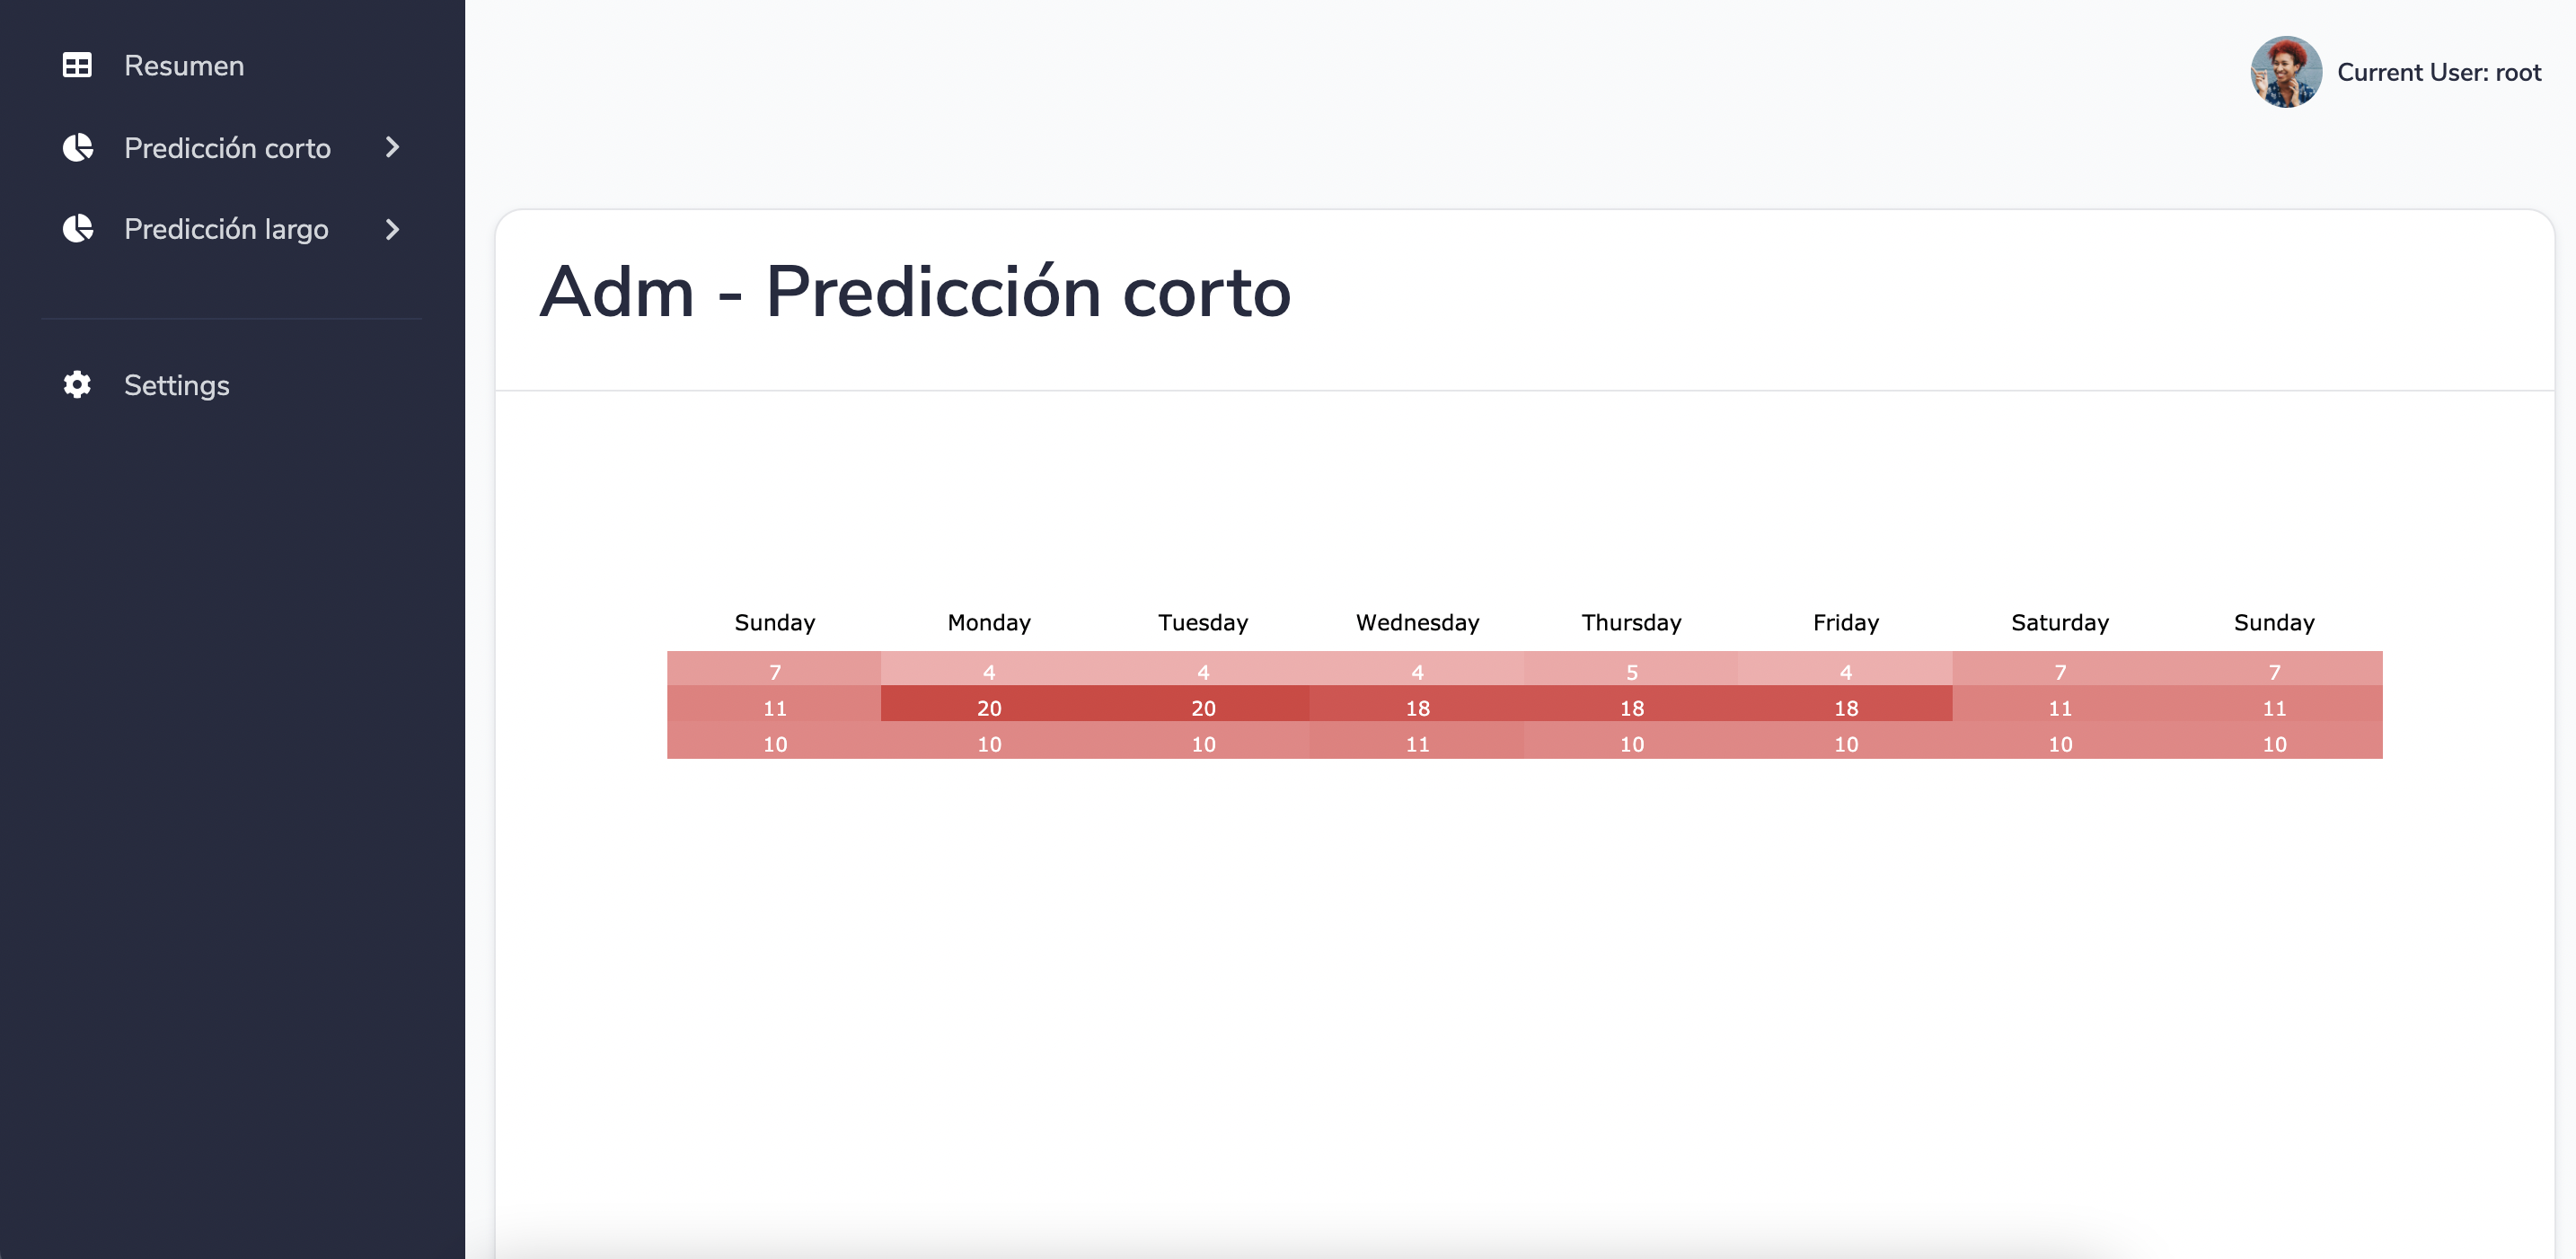 Resumen
Predicción corto
Predicción largo
Settings
Current User: root
Adm - Predicción corto
Sunday Monday Tuesday Wednesday Thursday Friday Saturday Sunday
7 4 4 4 5 4 7 7
11 20 20 18 18 18 11 11
10 10 10 11 10 10 10 10